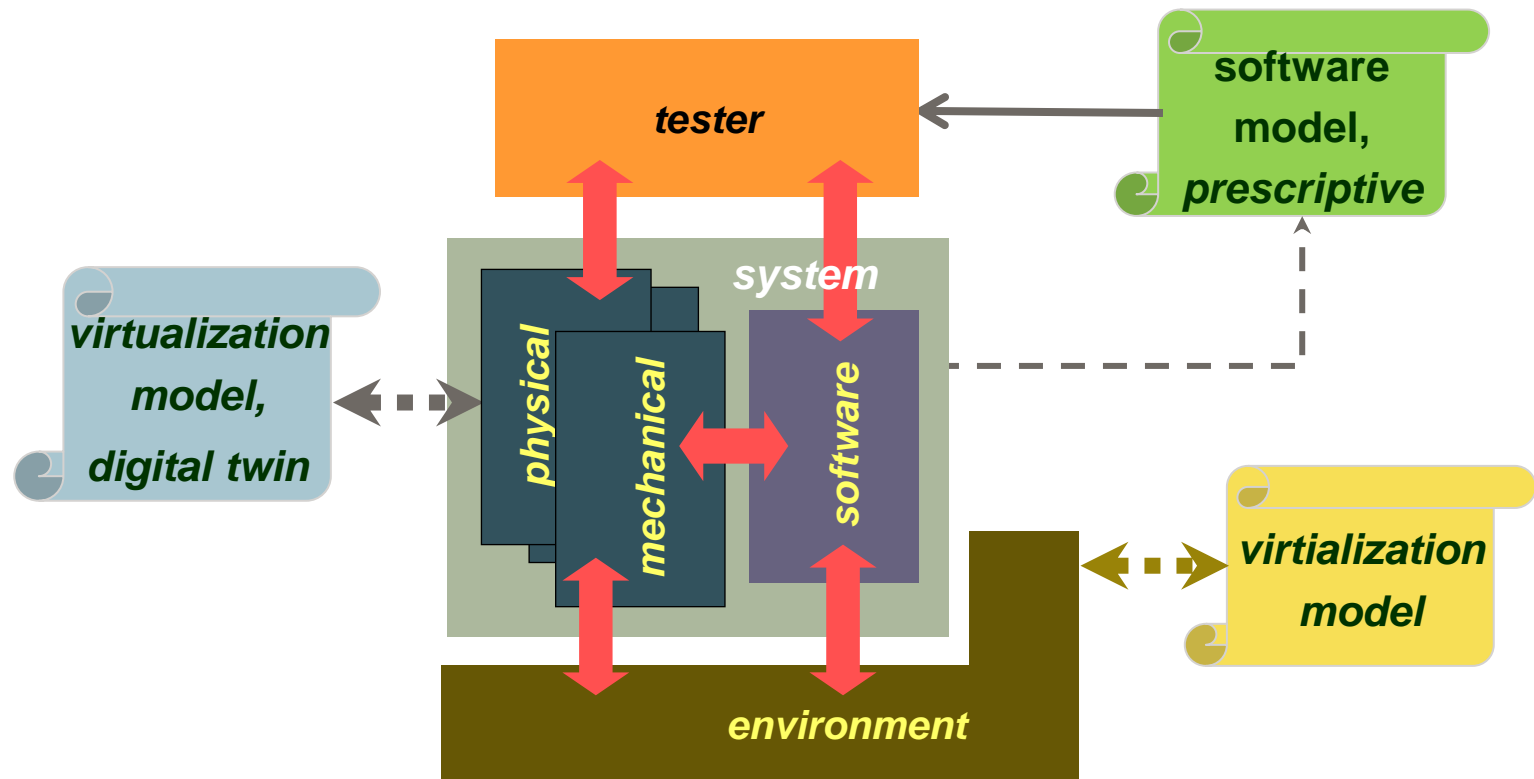 tester
software
model,
prescriptive
system
virtualization
model,
digital twin
physical
mechanical
software
virtialization
model
environment